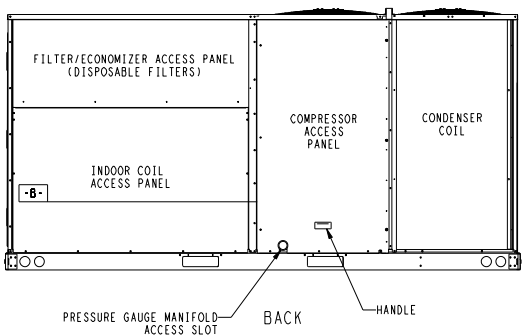 FILTER/ECONOMIZER ACCESS PANEL
(DISPOSABLE FILTERS)
COMPRESSOR
ACCESS
PANEL
CONDENSER
COIL
INDOOR COIL
ACCESS PANEL
-B-
PRESSURE GAUGE MANIFOLD
ACCESS SLOT
BACK
HANDLE